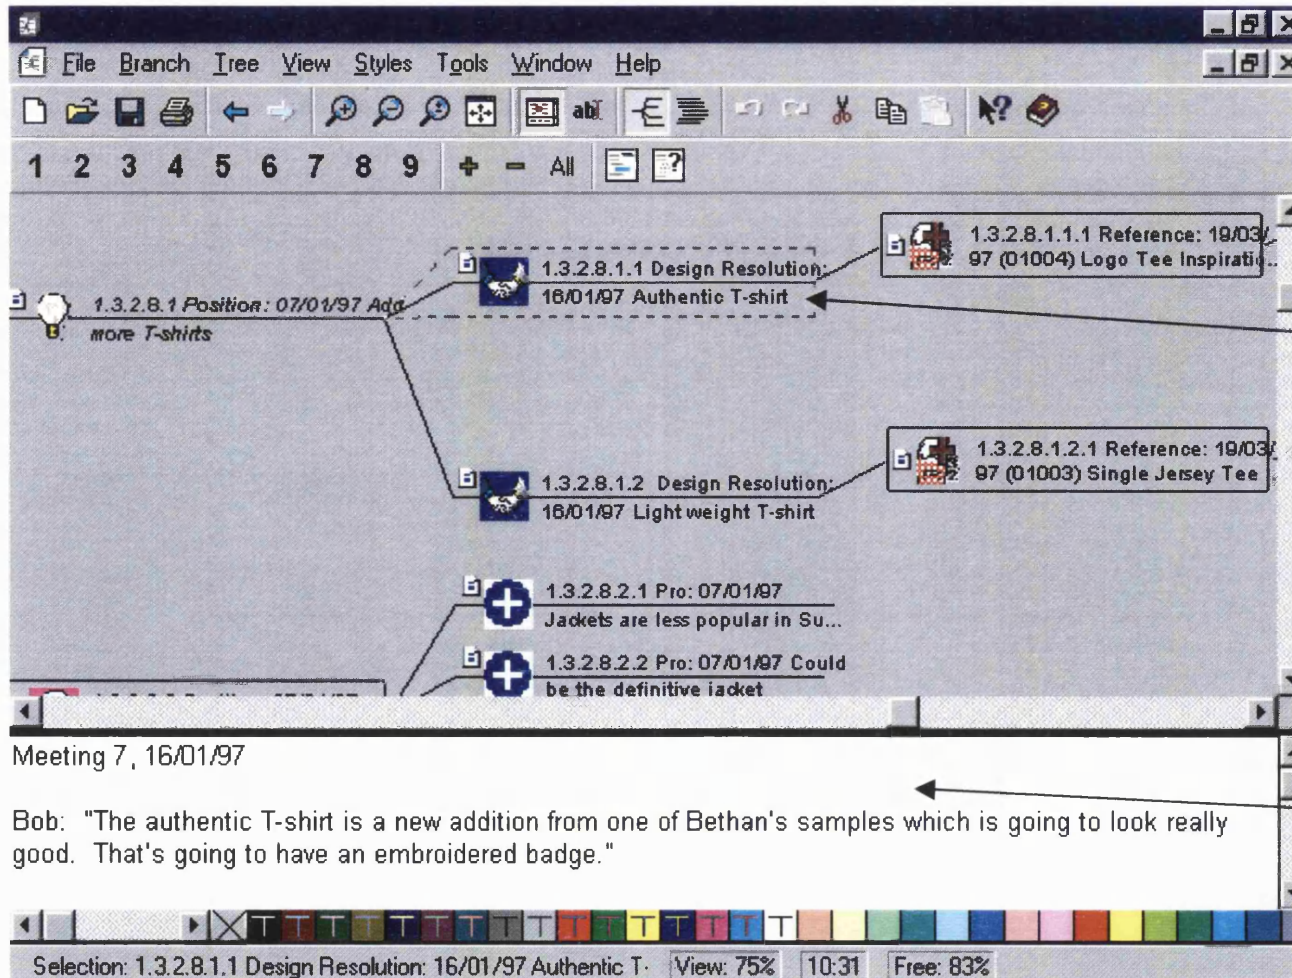 File Branch Tree View Styles Tools Window Help
abI
1 2 3 4 5 6 7 8 9 + - All
1.3.2.8.1 Position: 07/01/97 Add
more T-shirts
1.3.2.8.1.1 Design Resolution:
16/01/97 Authentic T-shirt
1.3.2.8.1.1.1 Reference: 19/03/
97 (01004) Logo Tee Inspiratio...
1.3.2.8.1.2 Design Resolution:
16/01/97 Light weight T-shirt
1.3.2.8.1.2.1 Reference: 19/03/
97 (01003) Single Jersey Tee
1.3.2.8.2.1 Pro: 07/01/97
Jackets are less popular in Su...
1.3.2.8.2.2 Pro: 07/01/97 Could
be the definitive jacket
Meeting 7, 16/01/97
Bob: "The authentic T-shirt is a new addition from one of Bethan's samples which is going to look really
good. That's going to have an embroidered badge."
T T T T T T T T T T T T T T T T
Selection: 1.3.2.8.1.1 Design Resolution: 16/01/97 Authentic T- View: 75% 10:31 Free: 83%